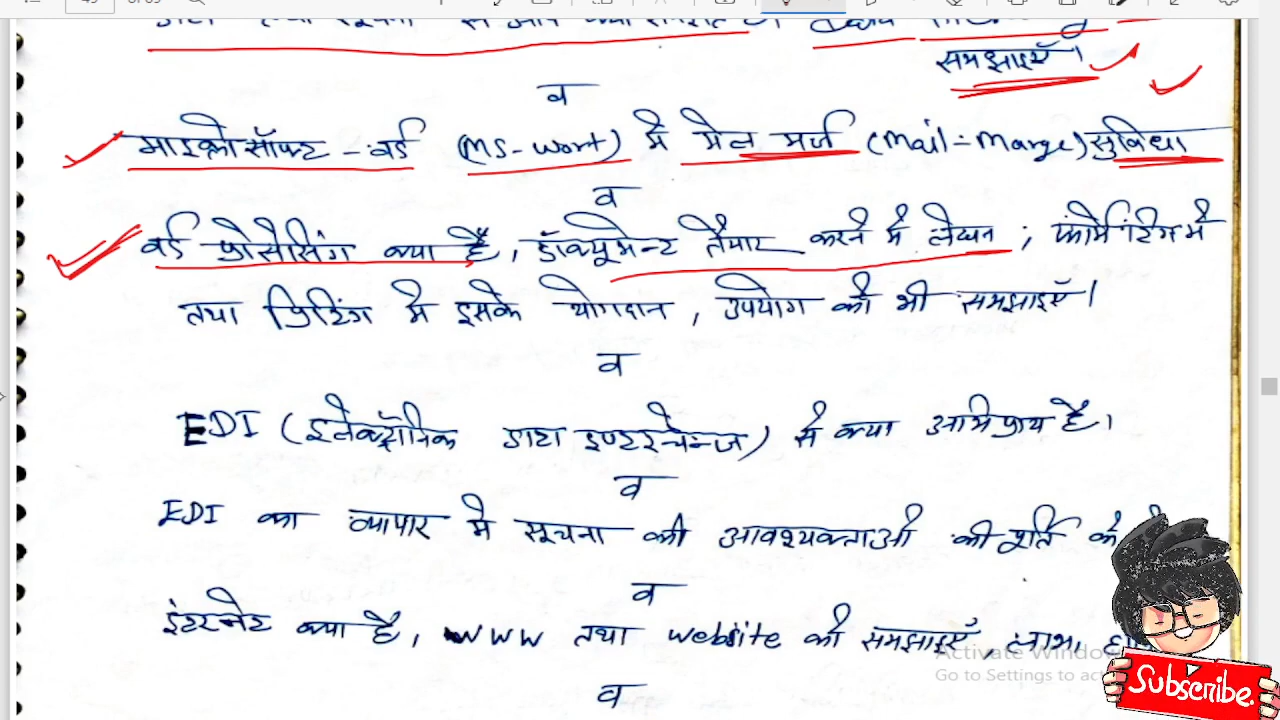 समझाइएँ।
व
माइक्रोसॉफ्ट - वर्ड (MS-Wort) मे मेल मर्ज (Mail-Marge) सुविधा
व
वर्ड प्रोसेसिंग क्या है, डॉक्यूमेन्ट तैयार करने मे लेखन ; फॉर्मेटिंग मे
तथा प्रिटिंग मे इसके योगदान, उपयोग को भी समझाइएँ।
व
EDI (इलेक्ट्रॉनिक डाटा इण्टरचेन्ज) से क्या अभिप्राय है।
व
EDI का व्यापार मे सूचना की आवश्यकताओ की पूर्ति के
व
इंटरनेट क्या है, WWW तथा website को समझाइएँ, लाभ,
व
Activate Windows
Go to Settings to act
Subscribe.